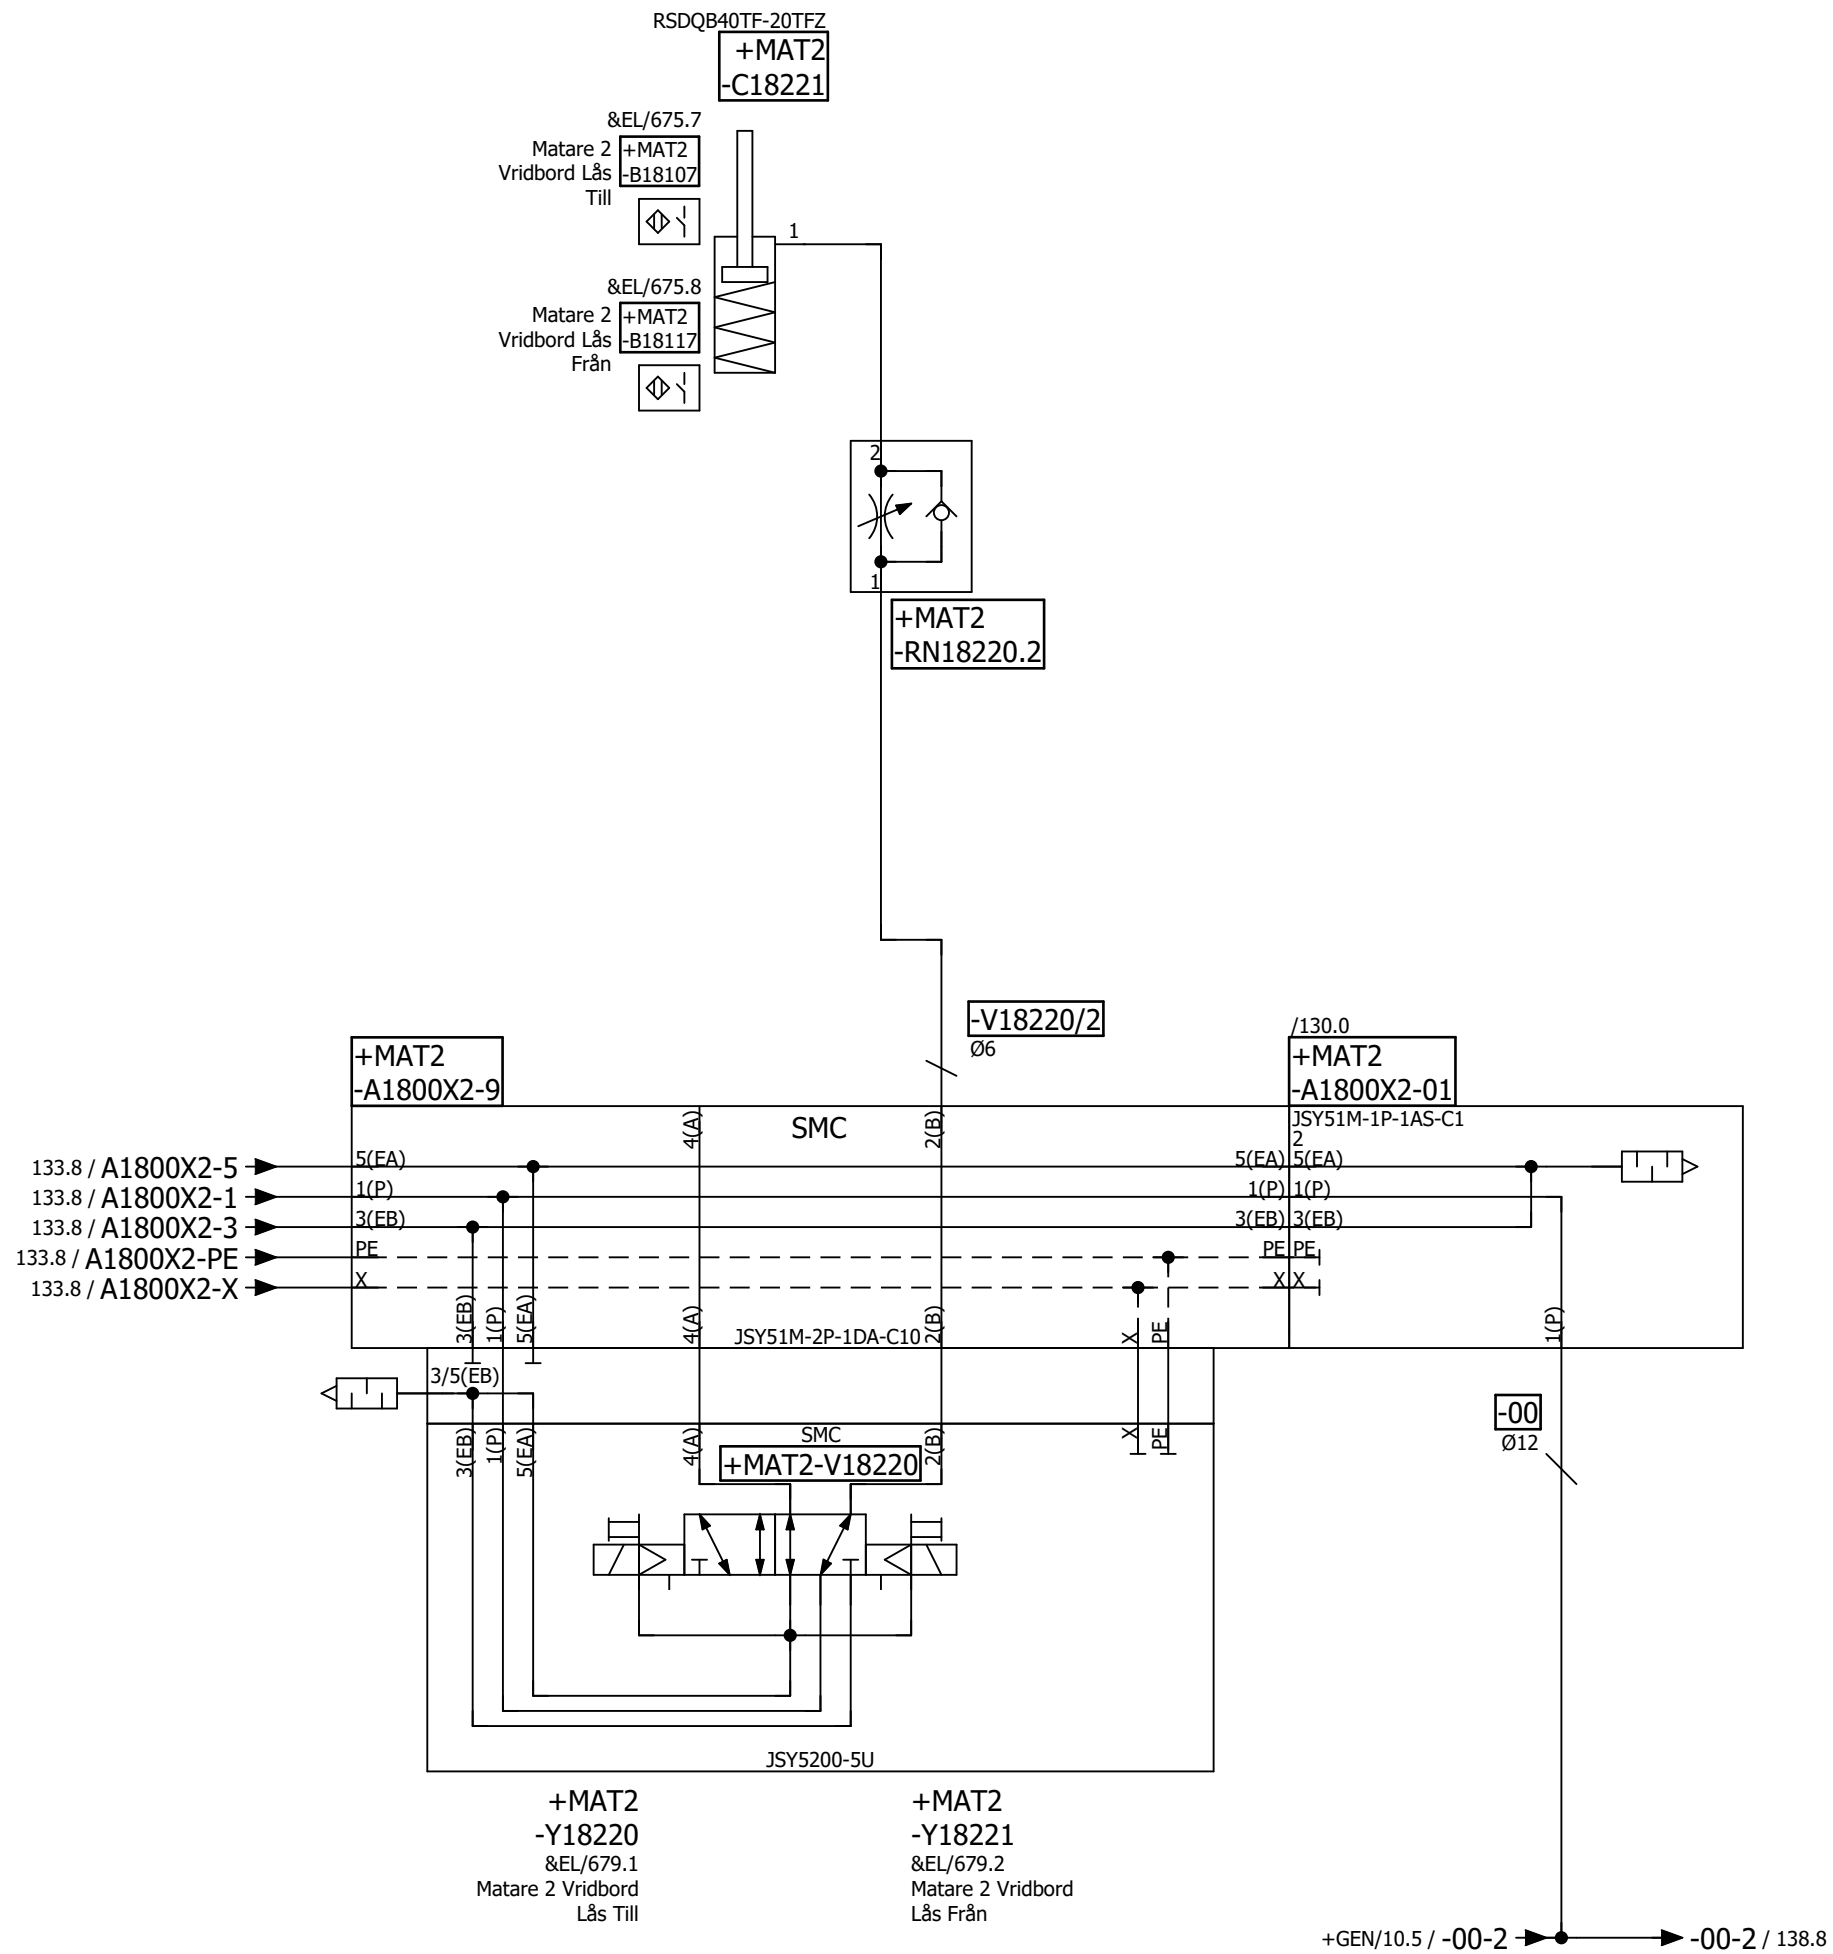 RSDQB40TF-20TFZ
+MAT2
-C18221
&EL/675.7
Matare 2
Vridbord Lås
Till
+MAT2
-B18107
1
&EL/675.8
Matare 2
Vridbord Lås
Från
+MAT2
-B18117
2
1
+MAT2
-RN18220.2
-V18220/2
Ø6
+MAT2
-A1800X2-9
/130.0
+MAT2
-A1800X2-01
4(A)
SMC
2(B)
JSY51M-1P-1AS-C1
2
133.8 / A1800X2-5
5(EA)
5(EA)
5(EA)
133.8 / A1800X2-1
1(P)
1(P)
1(P)
133.8 / A1800X2-3
3(EB)
3(EB)
3(EB)
133.8 / A1800X2-PE
PE
PE
PE
133.8 / A1800X2-X
X
X
X
3(EB)
1(P)
5(EA)
4(A)
JSY51M-2P-1DA-C10
2(B)
X
PE
1(P)
3/5(EB)
-00
Ø12
3(EB)
1(P)
5(EA)
4(A)
SMC
+MAT2-V18220
2(B)
X
PE
JSY5200-5U
+MAT2
-Y18220
&EL/679.1
Matare 2 Vridbord
Lås Till
+MAT2
-Y18221
&EL/679.2
Matare 2 Vridbord
Lås Från
+GEN/10.5 / -00-2
-00-2 / 138.8